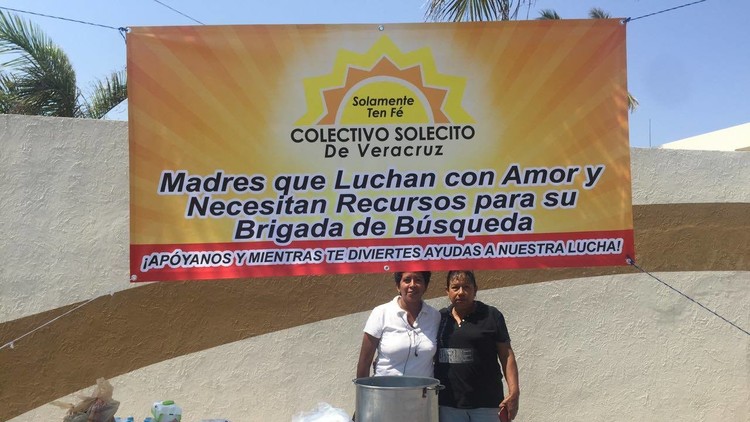 Solamente
Ten Fé
COLECTIVO SOLECITO
De Veracruz
Madres que Luchan con Amor y
Necesitan Recursos para su
Brigada de Búsqueda
¡APÓYANOS Y MIENTRAS TE DIVIERTES AYUDAS A NUESTRA LUCHA!